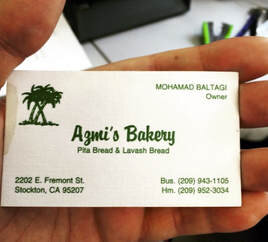 MOHAMAD BALTAGI
Owner
Azmi's Bakery
Pita Bread & Lavash Bread
2202 E. Fremont St.
Stockton, CA 95207
Bus. (209) 943-1105
Hm. (209) 952-3034